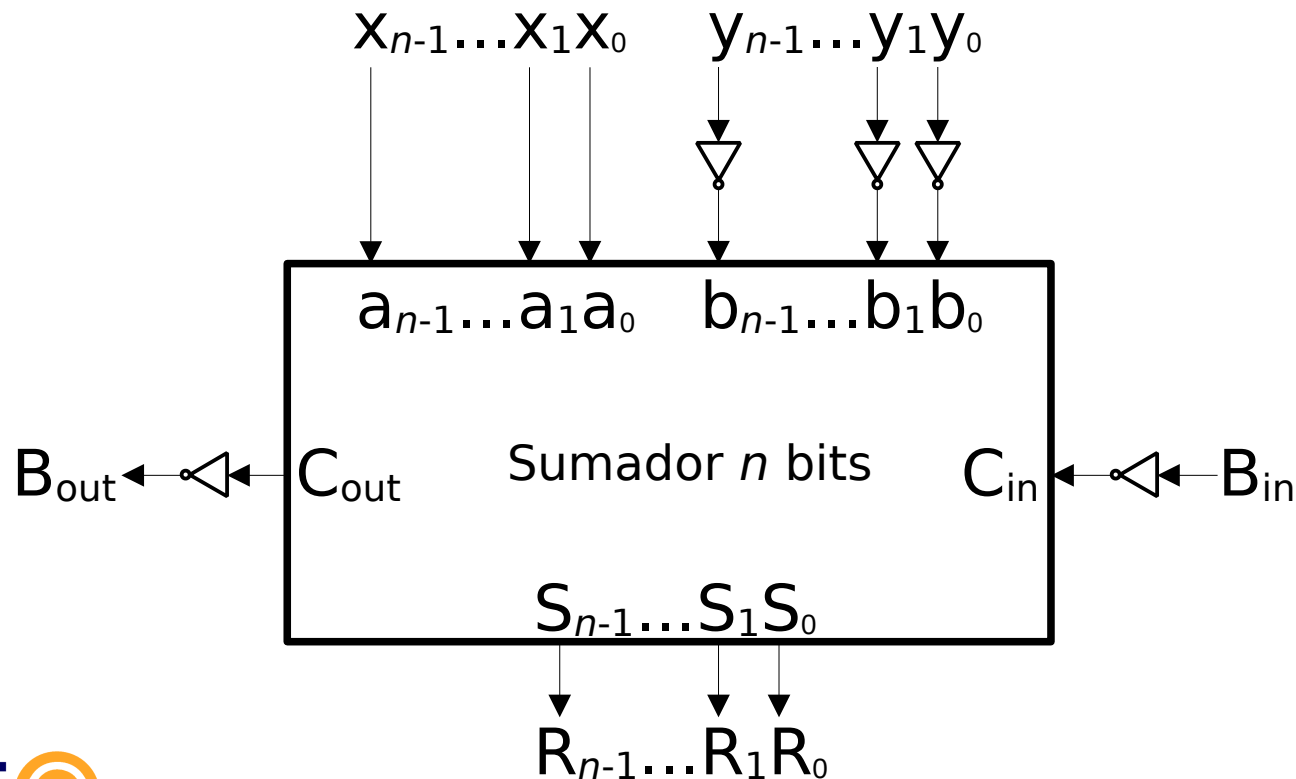 xn-1...x1x0 yn-1...y1y0
an-1...a1a0 bn-1...b1b0
Bout Cout Sumador n bits Cin Bin
Sn-1...S1S0
Rn-1...R1R0